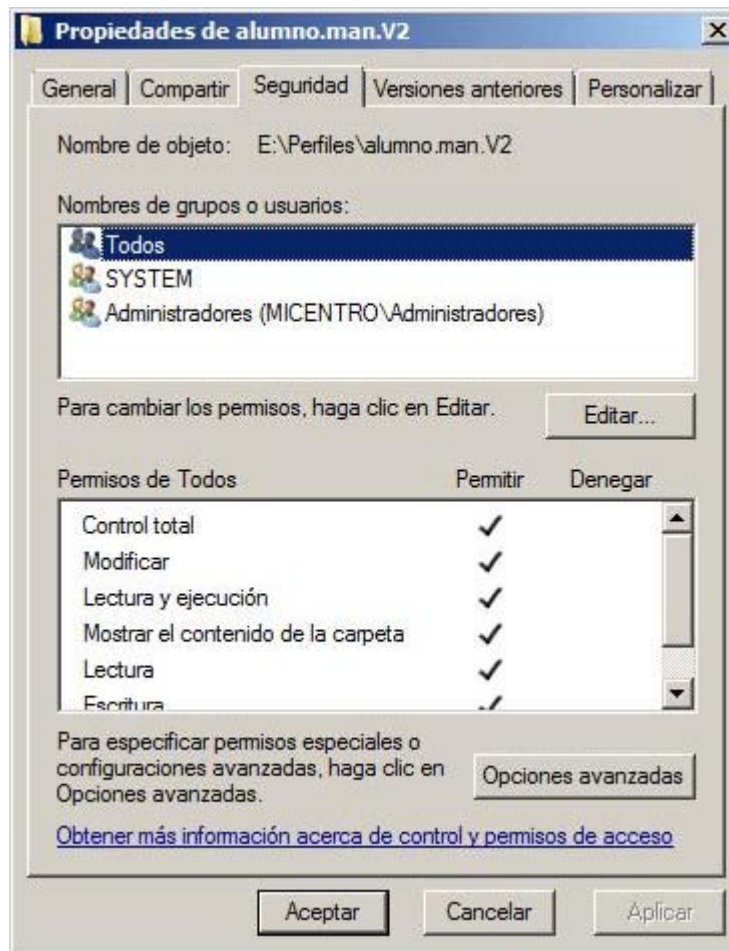 Propiedades de alumno.man.V2
General Compartir Seguridad Versiones anteriores Personalizar
Nombre de objeto: E:\Perfiles\alumno.man.V2
Nombres de grupos o usuarios:
Todos
SYSTEM
Administradores (MICENTRO\Administradores)
Para cambiar los permisos, haga clic en Editar. Editar...
Permisos de Todos Permitir Denegar
Control total
Modificar
Lectura y ejecución
Mostrar el contenido de la carpeta
Lectura
Escritura
Para especificar permisos especiales o
configuraciones avanzadas, haga clic en
Opciones avanzadas. Opciones avanzadas
Obtener más información acerca de control y permisos de acceso
Aceptar Cancelar Aplicar